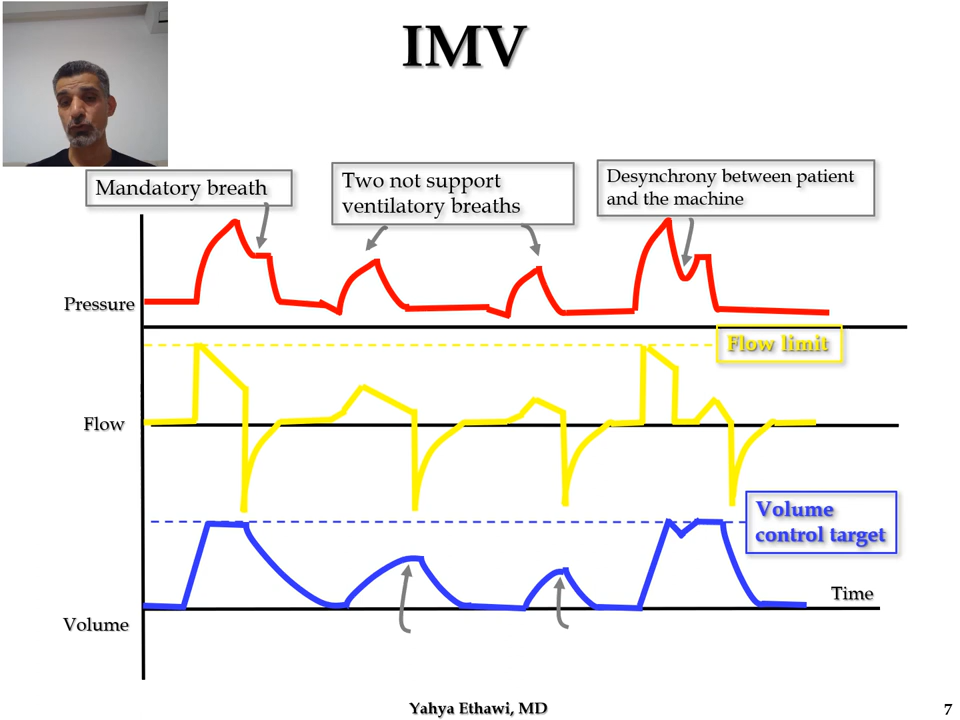 IMV
Mandatory breath
Two not support
ventilatory breaths
Desynchrony between patient
and the machine
Pressure
Flow limit
Flow
Volume
control target
Time
Volume
Yahya Ethawi, MD
7